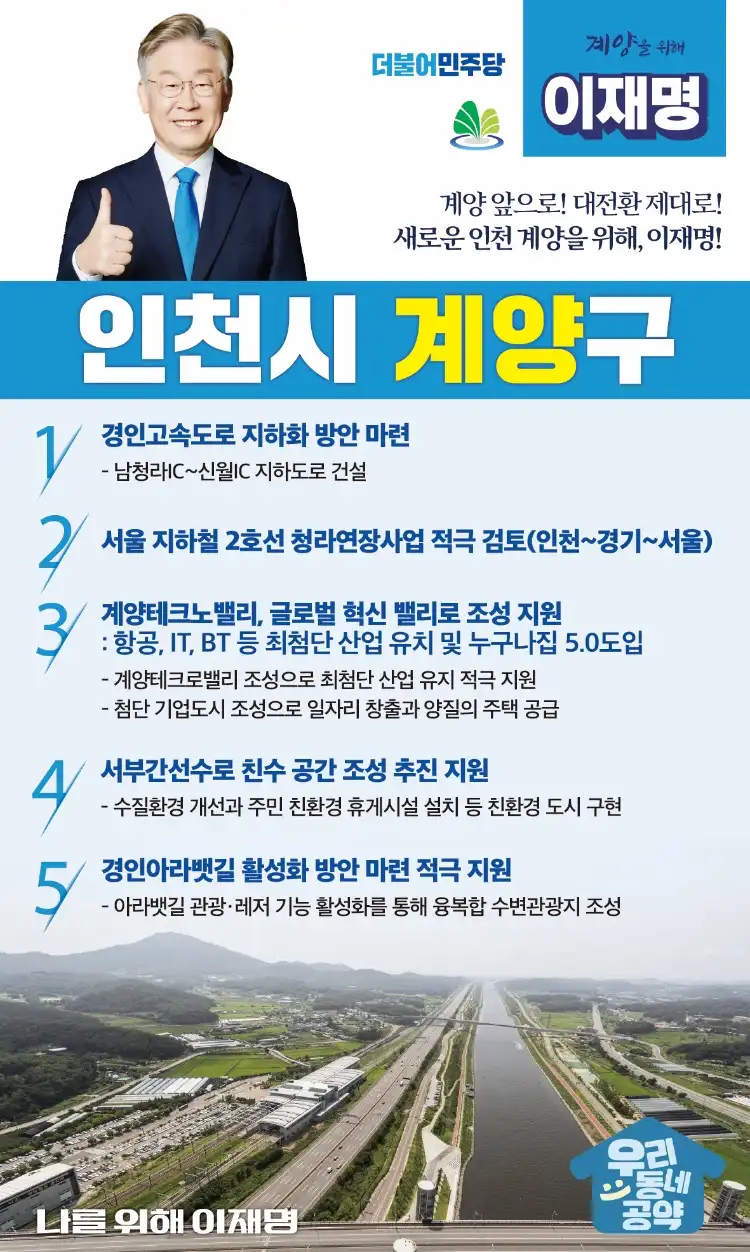 더불어민주당
계양을 위해
이재명
계양 앞으로! 대전환 제대로!
새로운 인천 계양을 위해, 이재명!
인천시 계양구
1 경인고속도로 지하화 방안 마련
- 남청라IC~신월IC 지하도로 건설
2 서울 지하철 2호선 청라연장사업 적극 검토(인천~경기~서울)
3 계양테크노밸리, 글로벌 혁신 밸리로 조성 지원
: 항공, IT, BT 등 최첨단 산업 유치 및 누구나집 5.0도입
- 계양테크로밸리 조성으로 최첨단 산업 유지 적극 지원
- 첨단 기업도시 조성으로 일자리 창출과 양질의 주택 공급
4 서부간선수로 친수 공간 조성 추진 지원
- 수질환경 개선과 주민 친환경 휴게시설 설치 등 친환경 도시 구현
5 경인아라뱃길 활성화 방안 마련 적극 지원
- 아라뱃길 관광·레저 기능 활성화를 통해 융복합 수변관광지 조성
나를 위해 이재명
우리
동네
공약